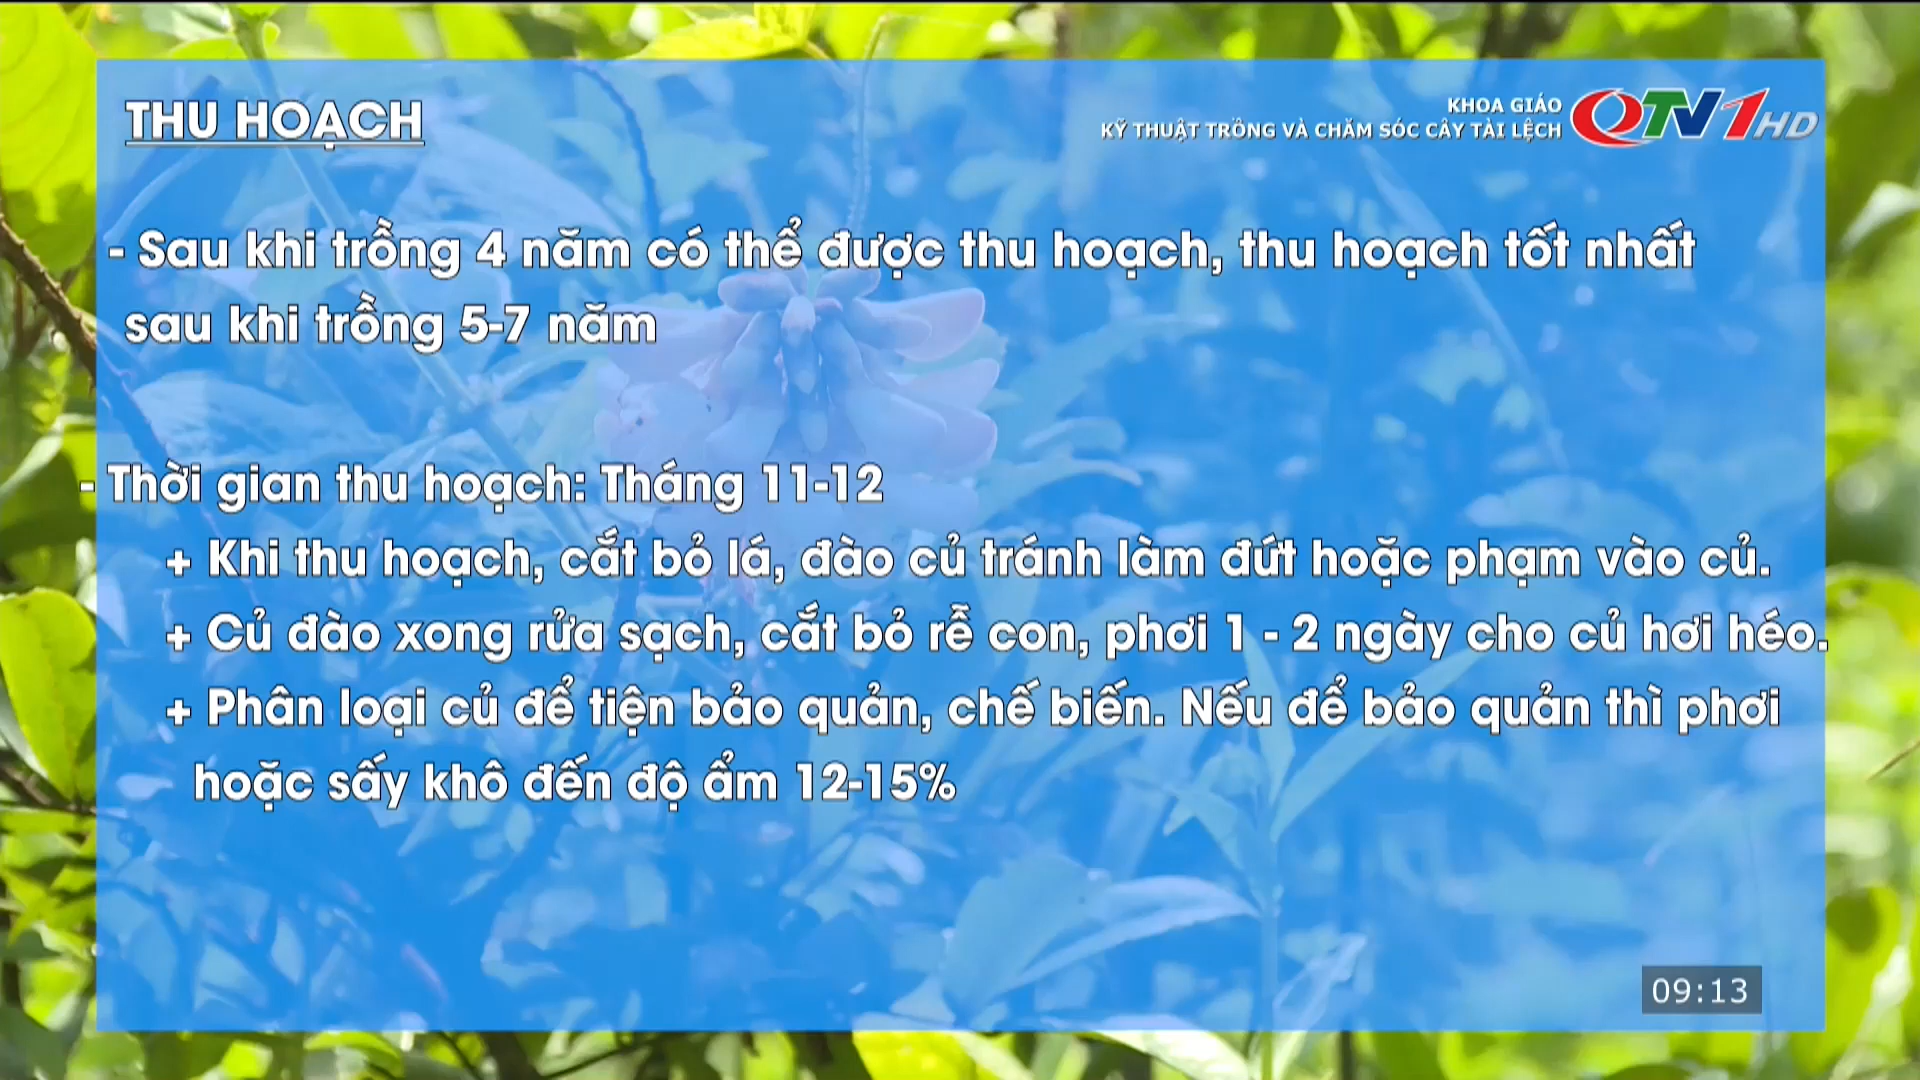 THU HOẠCH
KHOA GIÁO
KỸ THUẬT TRỒNG VÀ CHĂM SÓC CÂY TÀI LỆCH
QTV1HD
- Sau khi trồng 4 năm có thể được thu hoạch, thu hoạch tốt nhất
sau khi trồng 5-7 năm
- Thời gian thu hoạch: Tháng 11-12
+ Khi thu hoạch, cắt bỏ lá, đào củ tránh làm đứt hoặc phạm vào củ.
+ Củ đào xong rửa sạch, cắt bỏ rễ con, phơi 1 - 2 ngày cho củ hơi héo.
+ Phân loại củ để tiện bảo quản, chế biến. Nếu để bảo quản thì phơi
hoặc sấy khô đến độ ẩm 12-15%
09:13